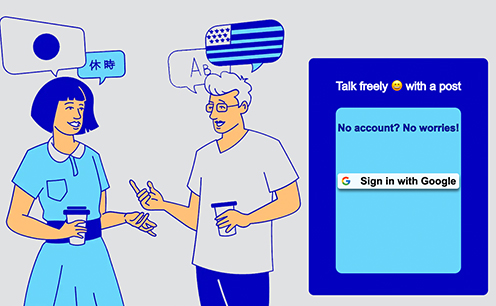 休時
AB
Talk freely 😊 with a post
No account? No worries!
Sign in with Google